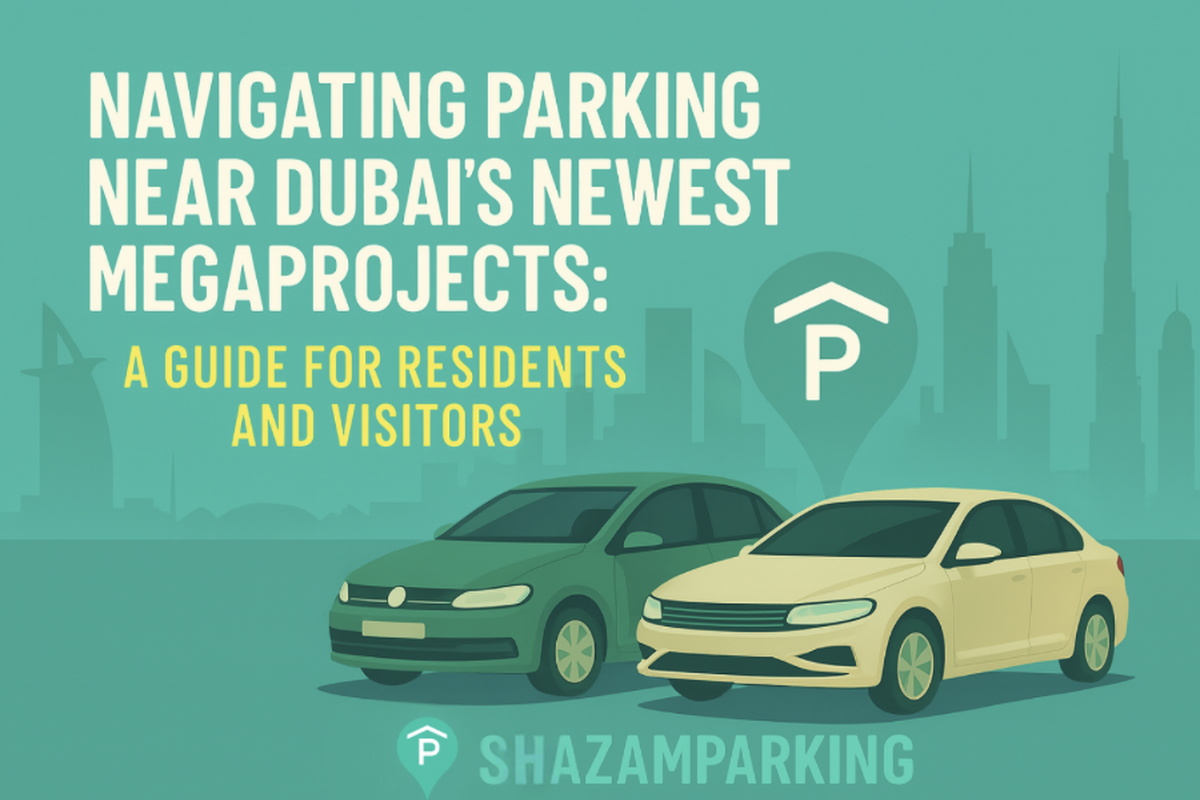 NAVIGATING PARKING
NEAR DUBAI'S NEWEST
MEGAPROJECTS:
A GUIDE FOR RESIDENTS
AND VISITORS
P
P SHAZAMPARKING